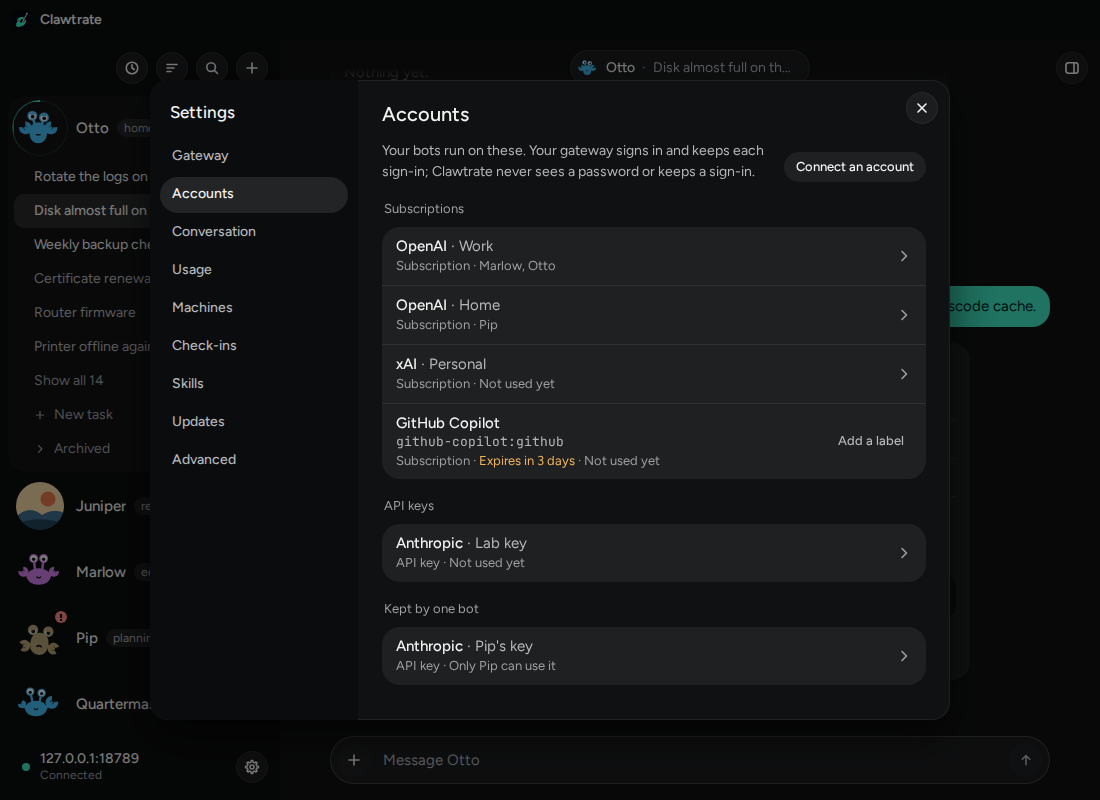 Clawtrate
Nothing yet.
Otto · Disk almost full on th...
Otto
home
Rotate the logs on
Disk almost full on
Weekly backup che
Certificate renewa
Router firmware
Printer offline again
Show all 14
+ New task
Archived
Juniper
re
Marlow
Pip
plannin
Quarterma
127.0.0.1:18789
Connected
Settings
Gateway
Accounts
Conversation
Usage
Machines
Check-ins
Skills
Updates
Advanced
Accounts
Your bots run on these. Your gateway signs in and keeps each
sign-in; Clawtrate never sees a password or keeps a sign-in.
Connect an account
Subscriptions
OpenAI · Work
Subscription · Marlow, Otto
OpenAI · Home
Subscription · Pip
xAI · Personal
Subscription · Not used yet
GitHub Copilot
github-copilot:github
Subscription · Expires in 3 days · Not used yet
Add a label
API keys
Anthropic · Lab key
API key · Not used yet
Kept by one bot
Anthropic · Pip's key
API key · Only Pip can use it
scode cache.
Message Otto